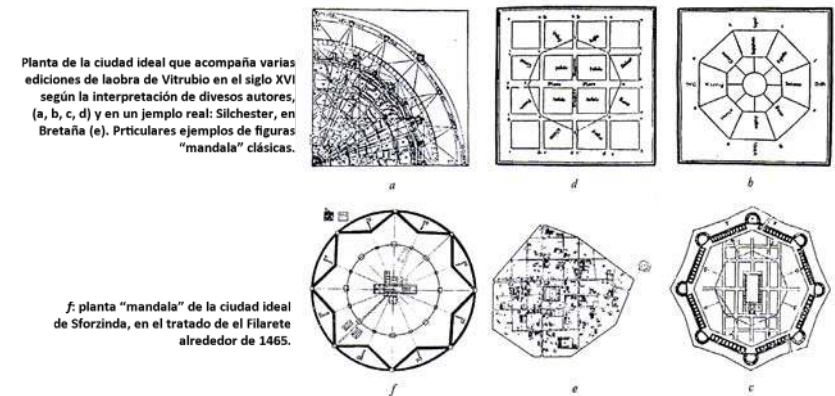 Planta de la ciudad ideal que acompaña varias
ediciones de laobra de Vitrubio en el siglo XVI
según la interpretación de divesos autores,
(a, b, c, d) y en un jemplo real: Silchester, en
Bretaña (e). Prticulares ejemplos de figuras
“mandala” clásicas.
a
d
b
f: planta “mandala” de la ciudad ideal
de Sforzinda, en el tratado de el Filarete
alrededor de 1465.
f
e
c